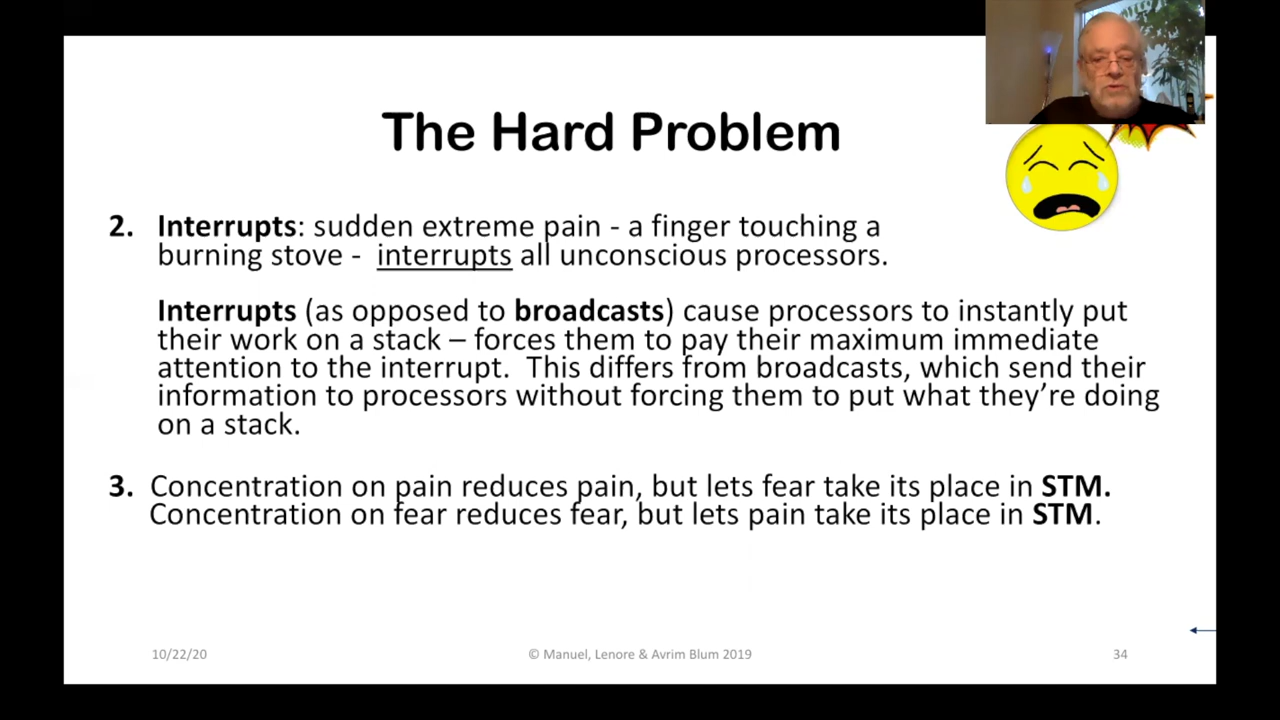 The Hard Problem
2. Interrupts: sudden extreme pain - a finger touching a
burning stove - interrupts all unconscious processors.
Interrupts (as opposed to broadcasts) cause processors to instantly put
their work on a stack – forces them to pay their maximum immediate
attention to the interrupt. This differs from broadcasts, which send their
information to processors without forcing them to put what they’re doing
on a stack.
3. Concentration on pain reduces pain, but lets fear take its place in STM.
Concentration on fear reduces fear, but lets pain take its place in STM.
10/22/20
© Manuel, Lenore & Avrim Blum 2019
34